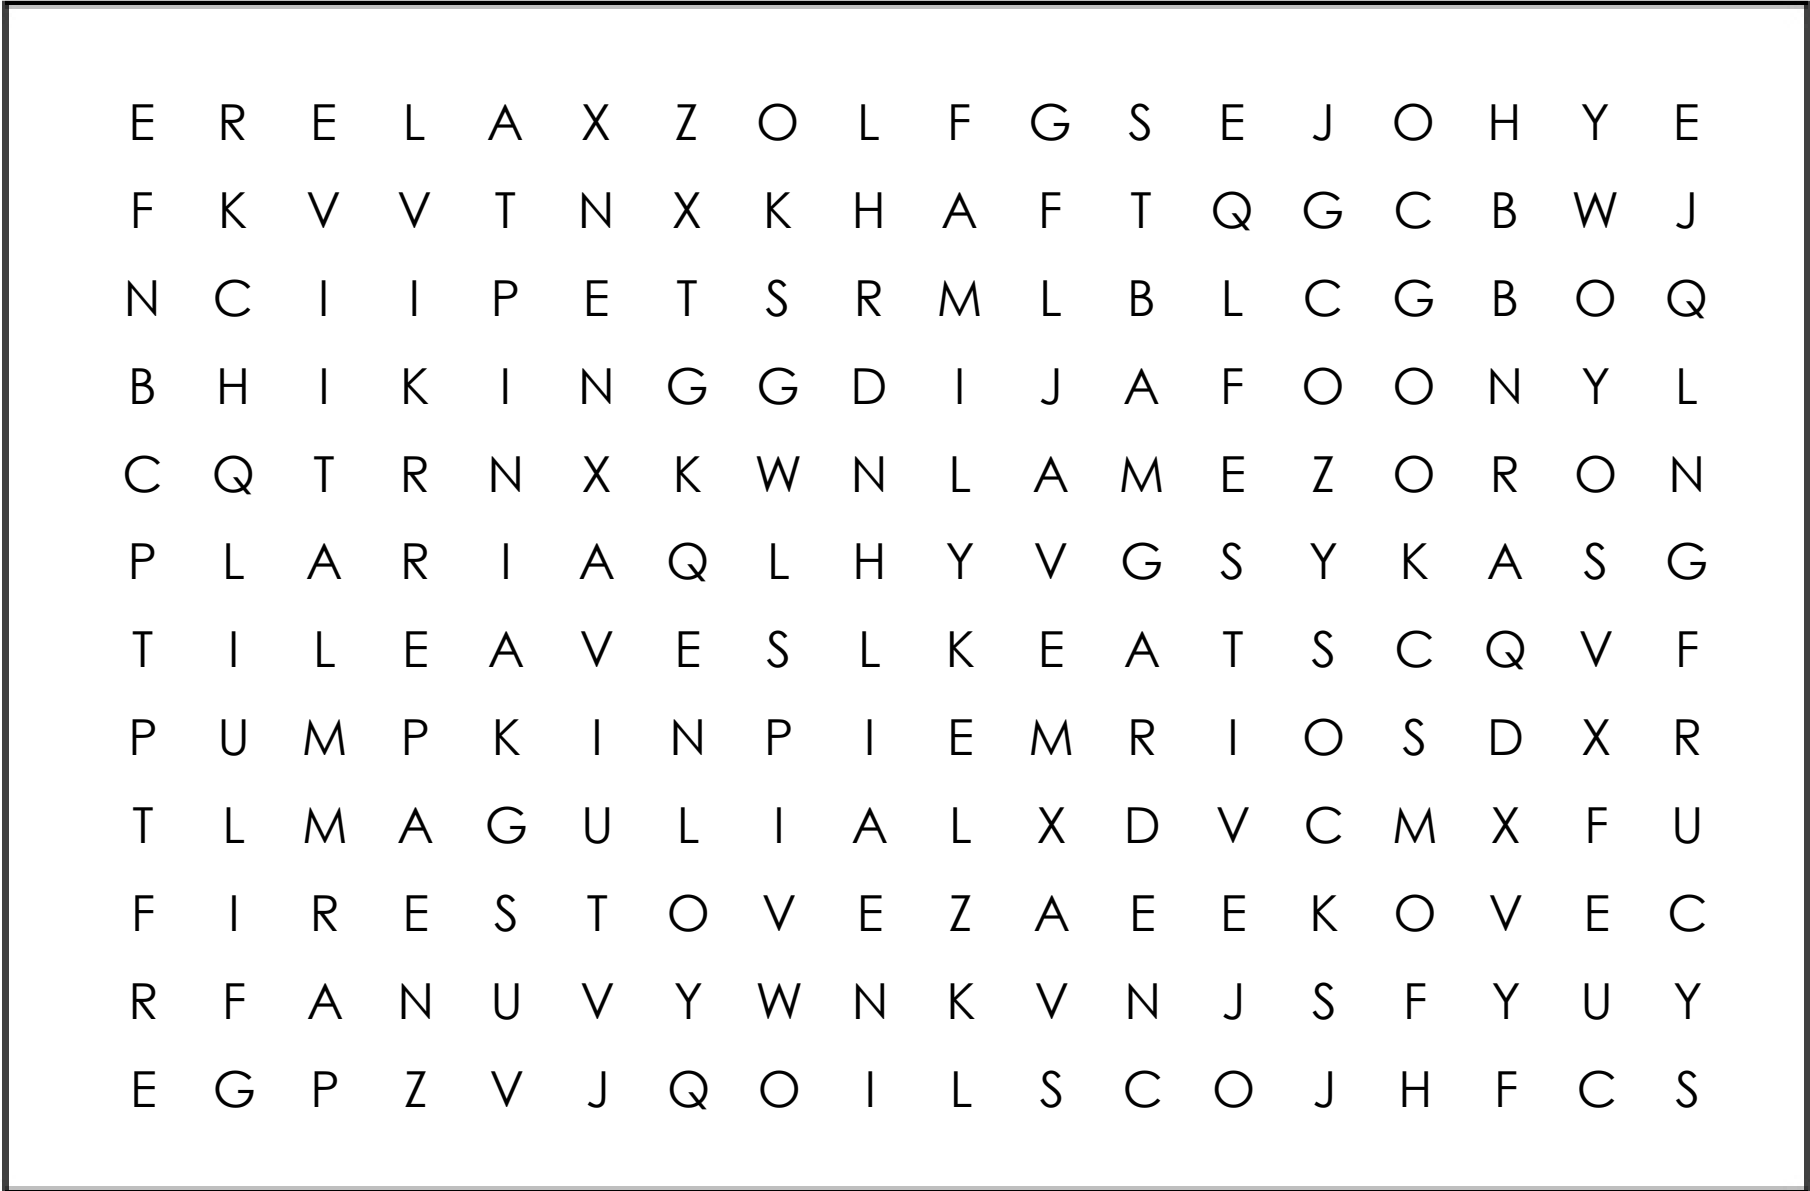 E R E L A X Z O L F G S E J O H Y E
F K V V T N X K H A F T Q G C B W J
N C I I P E T S R M L B L C G B O Q
B H I K I N G G D I J A F O O N Y L
C Q T R N X K W N L A M E Z O R O N
P L A R I A Q L H Y V G S Y K A S G
T I L E A V E S L K E A T S C Q V F
P U M P K I N P I E M R I O S D X R
T L M A G U L I A L X D V C M X F U
F I R E S T O V E Z A E E K O V E C
R F A N U V Y W N K V N J S F Y U Y
E G P Z V J Q O I L S C O J H F C S